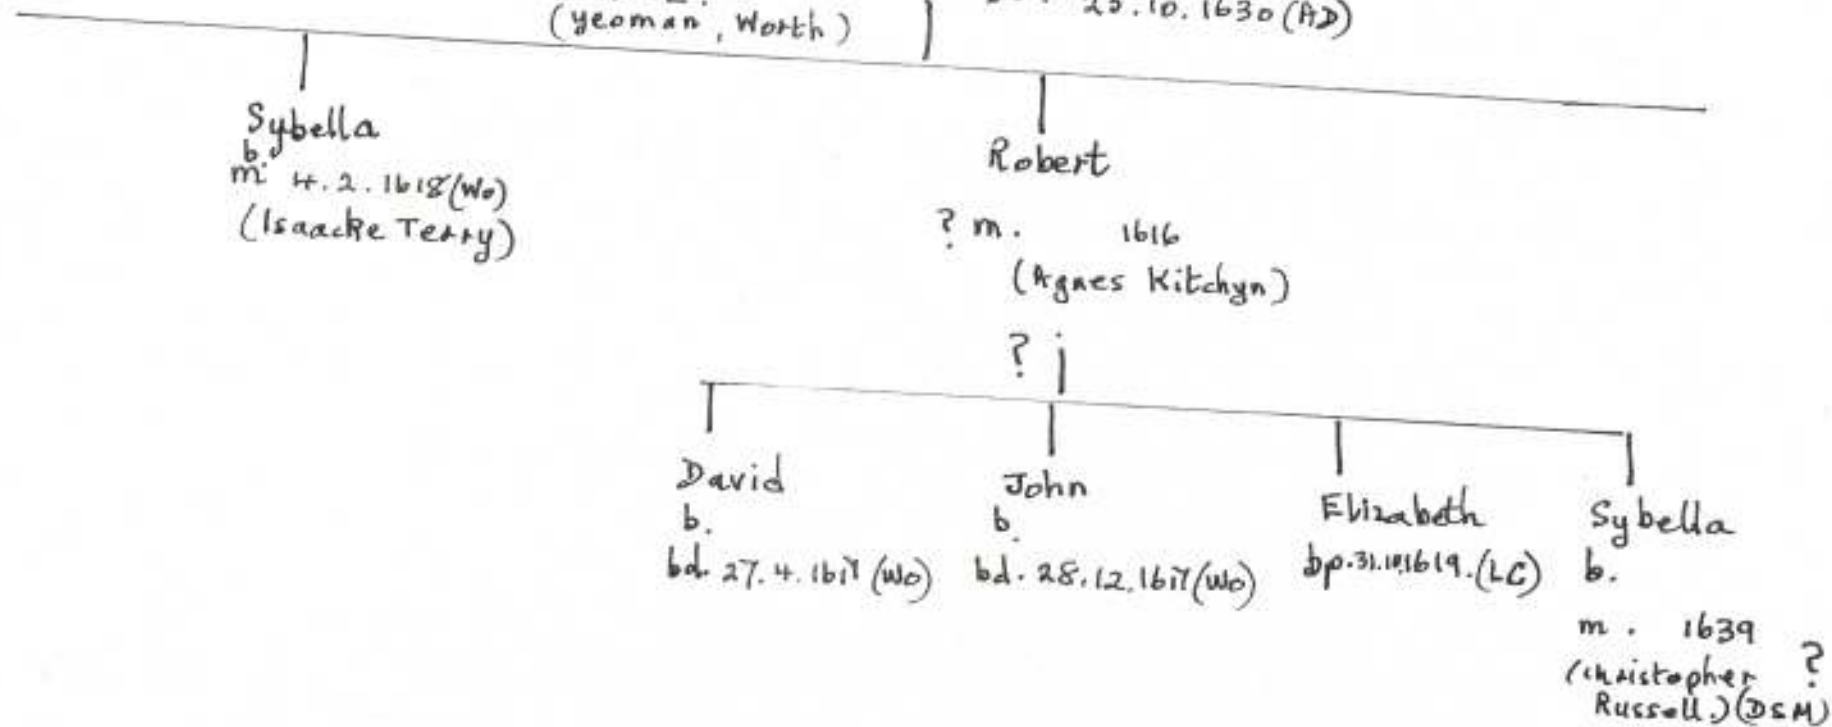 (yeoman, Worth)
25.10.1630 (AD)
Sybella
b.
m. 4.2.1618 (Wo)
(Isaacke Terry)
Robert
? m. 1616
(Agnes Kitchyn)
?
David
b.
bd. 27.4.1617 (Wo)
John
b.
bd. 28.12.1617 (Wo)
Elizabeth
bp. 31.10.1619. (LC)
Sybella
b.
m. 1639
(Christopher ?
Russell.) (DSM)